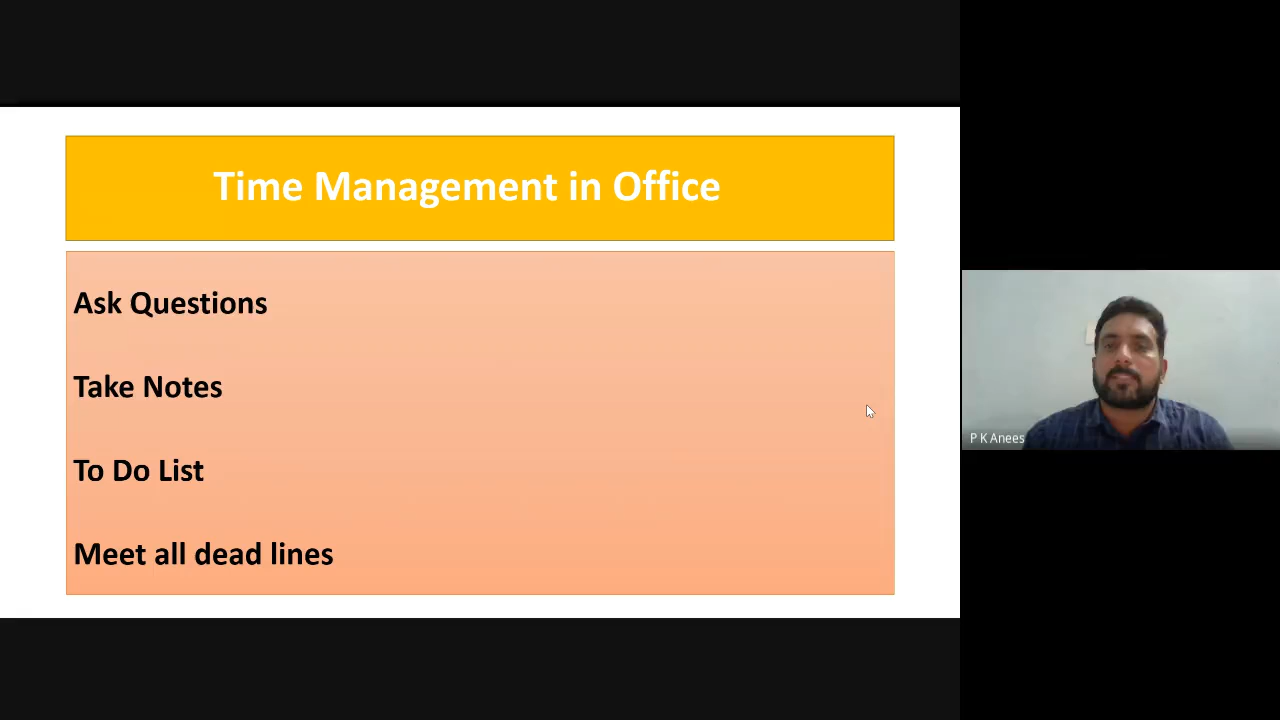 Time Management in Office
Ask Questions
Take Notes
To Do List
Meet all dead lines
P K Anees